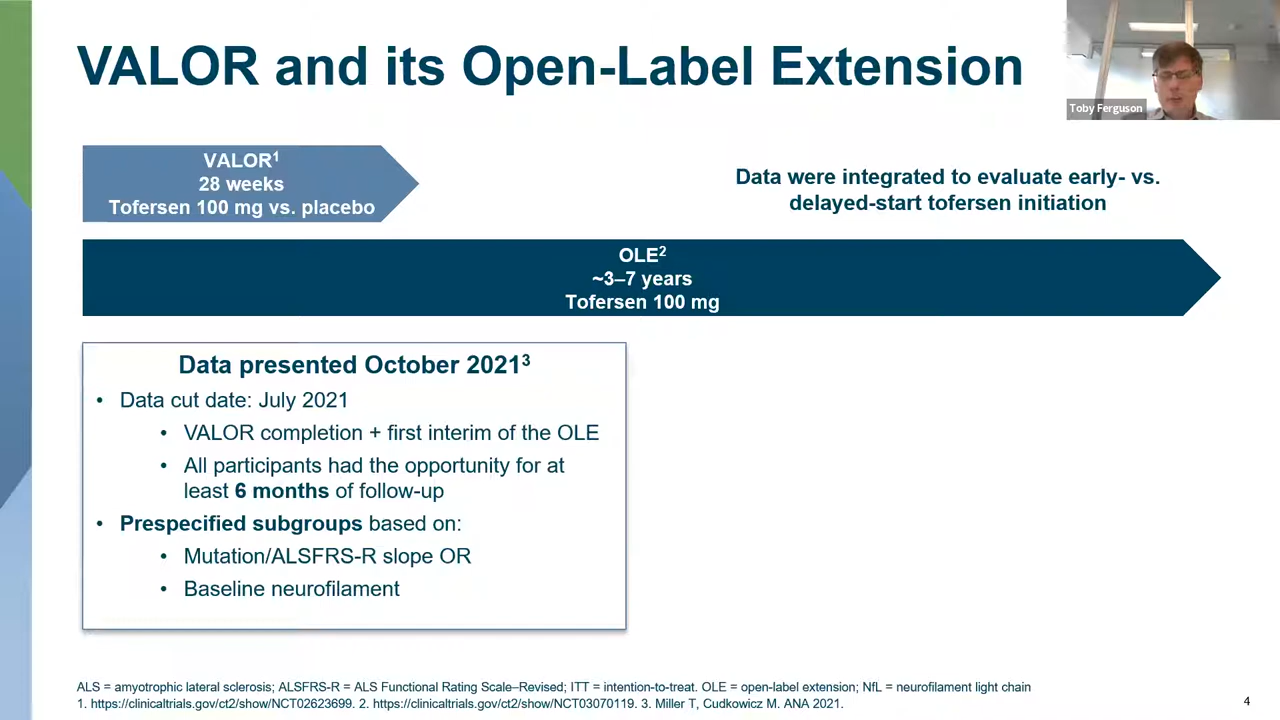 VALOR and its Open-Label Extension
Toby Ferguson
VALOR¹
28 weeks
Tofersen 100 mg vs. placebo
Data were integrated to evaluate early- vs.
delayed-start tofersen initiation
OLE²
~3–7 years
Tofersen 100 mg
Data presented October 2021³
• Data cut date: July 2021
• VALOR completion + first interim of the OLE
• All participants had the opportunity for at
least 6 months of follow-up
• Prespecified subgroups based on:
• Mutation/ALSFRS-R slope OR
• Baseline neurofilament
ALS = amyotrophic lateral sclerosis; ALSFRS-R = ALS Functional Rating Scale–Revised; ITT = intention-to-treat. OLE = open-label extension; NfL = neurofilament light chain
1. https://clinicaltrials.gov/ct2/show/NCT02623699. 2. https://clinicaltrials.gov/ct2/show/NCT03070119. 3. Miller T, Cudkowicz M. ANA 2021.
4